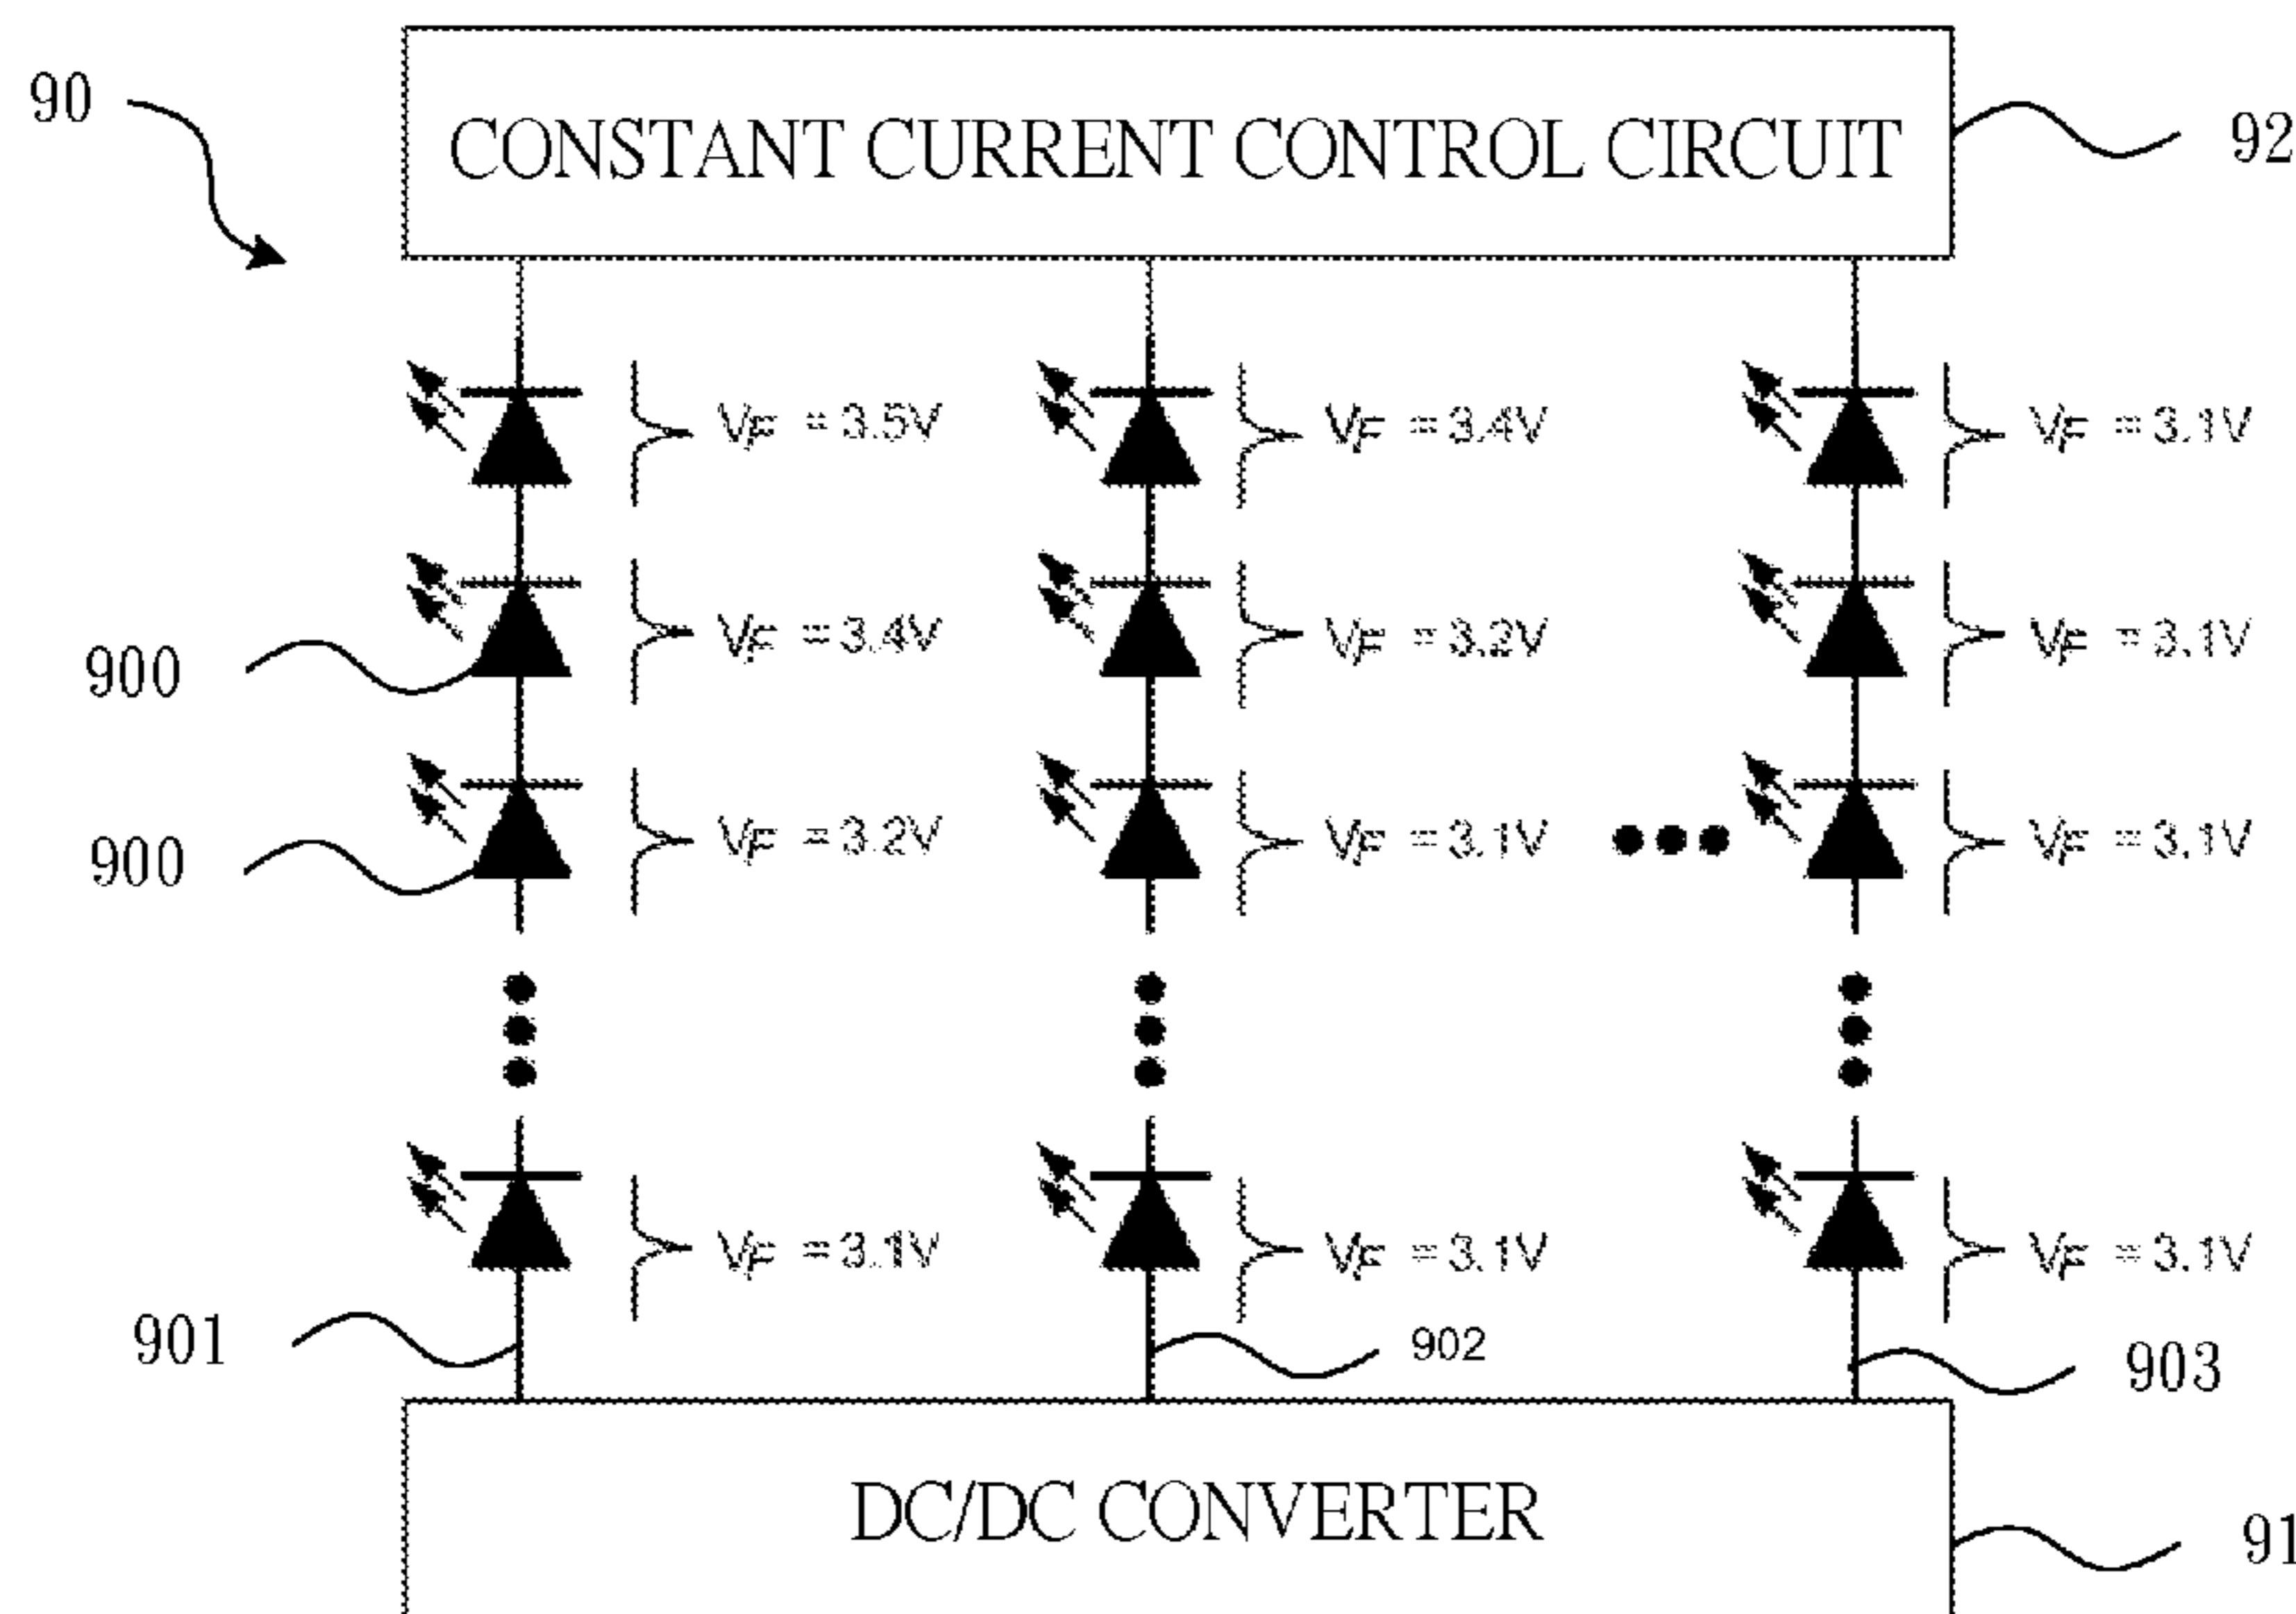 90
CONSTANT CURRENT CONTROL CIRCUIT
92
VF = 3.5V
VF = 3.4V
VF = 3.1V
VF = 3.4V
VF = 3.2V
VF = 3.1V
900
VF = 3.2V
VF = 3.1V
VF = 3.1V
900
VF = 3.1V
VF = 3.1V
VF = 3.1V
901
902
903
DC/DC CONVERTER
91